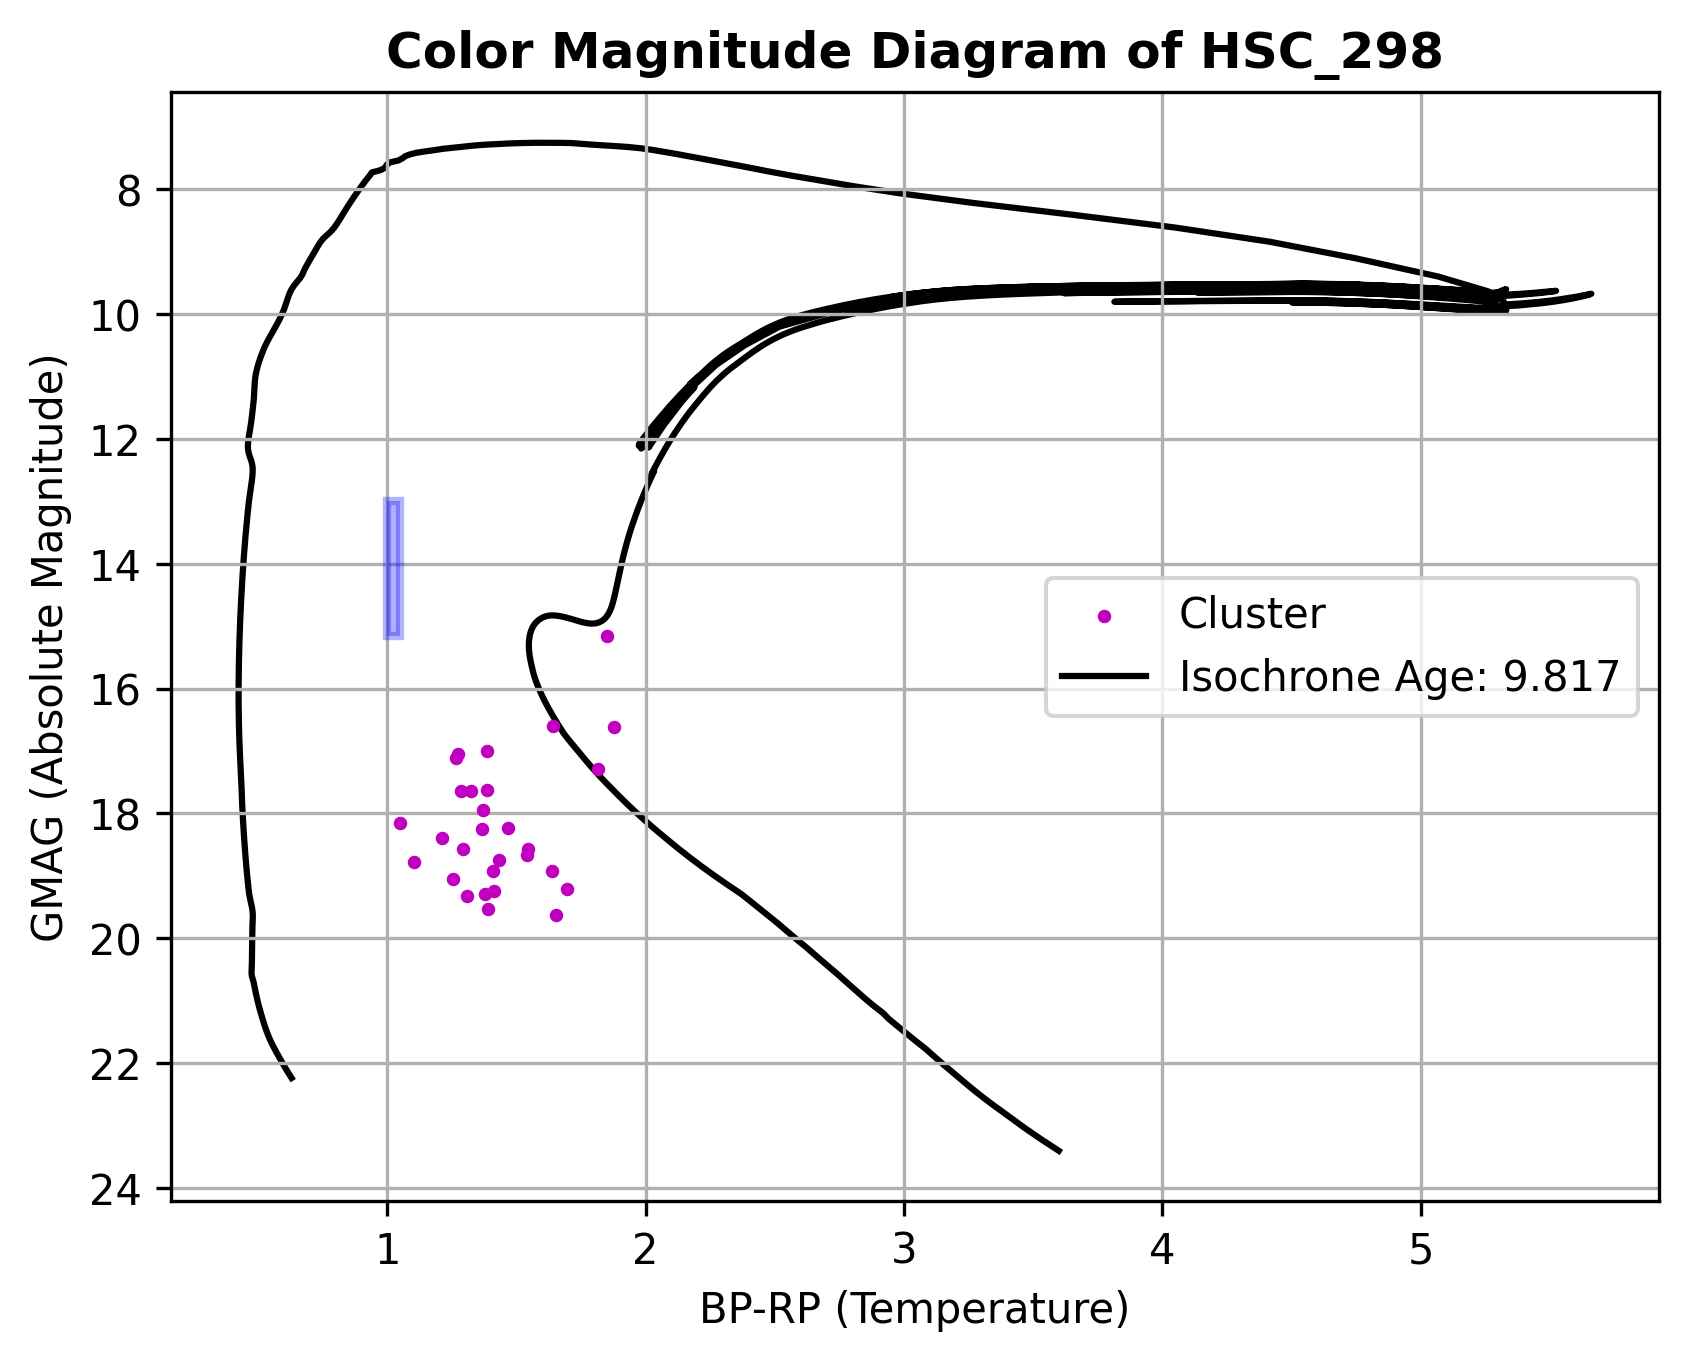 Color Magnitude Diagram of HSC_298
GMAG (Absolute Magnitude)
8
10
12
14
16
18
20
22
24
Cluster
Isochrone Age: 9.817
1 2 3 4 5
BP-RP (Temperature)